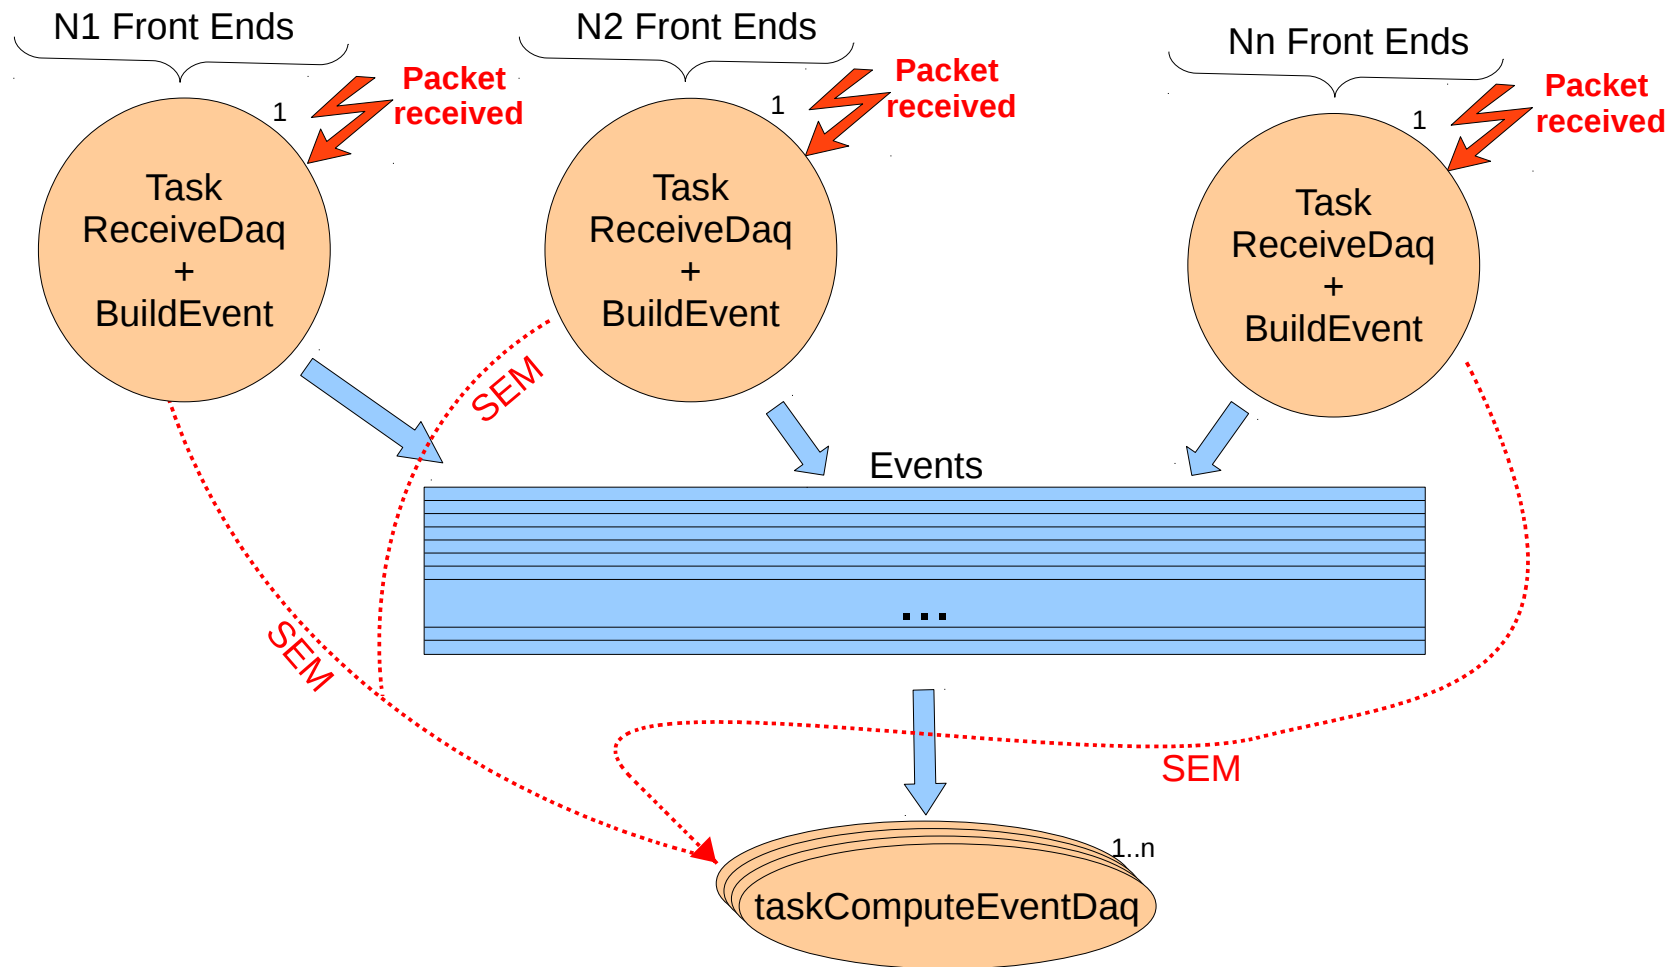 N1 Front Ends
N2 Front Ends
Nn Front Ends
Packet
received
Packet
received
Packet
received
1
1
1
Task
ReceiveDaq
+
BuildEvent
Task
ReceiveDaq
+
BuildEvent
Task
ReceiveDaq
+
BuildEvent
SEM
Events
...
SEM
SEM
1..n
taskComputeEventDaq